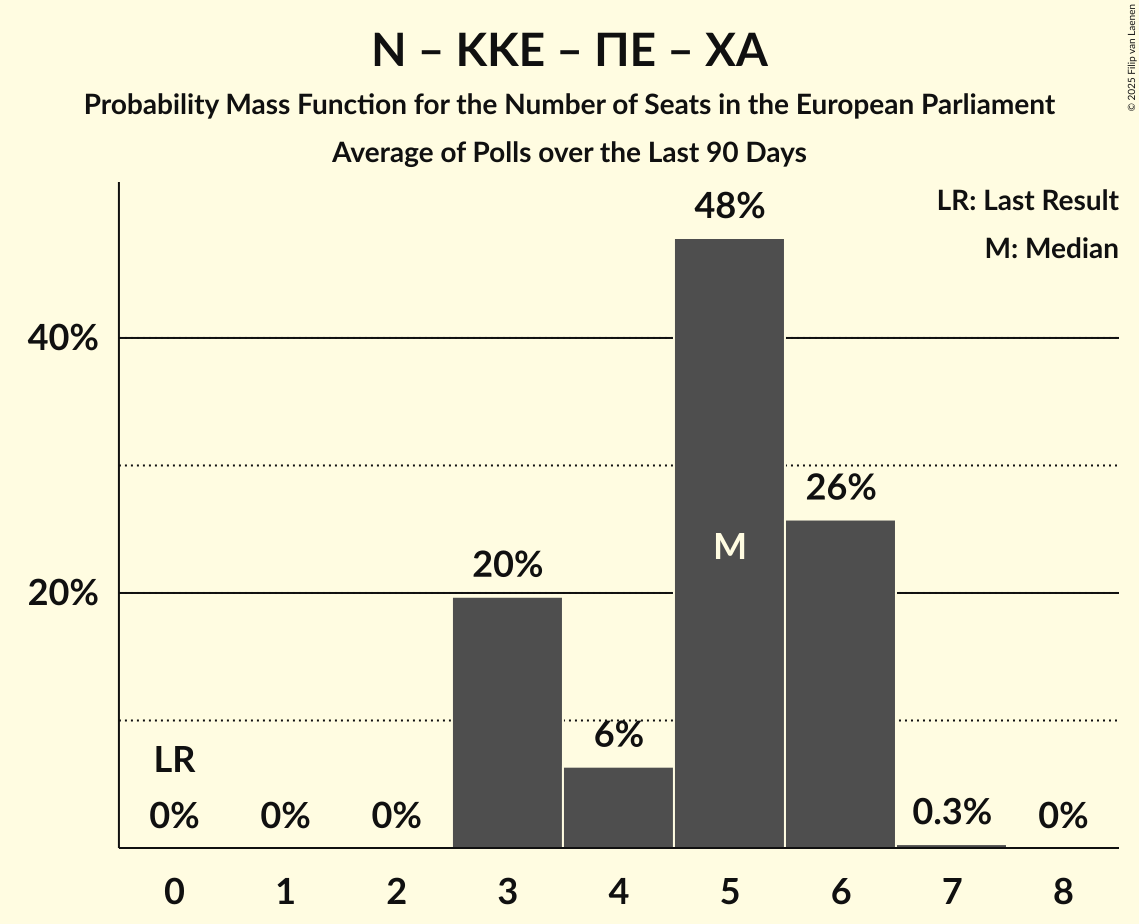 Ν – ΚΚΕ – ΠΕ – ΧΑ
Probability Mass Function for the Number of Seats in the European Parliament
Average of Polls over the Last 90 Days
© 2025 Filip van Laenen
LR: Last Result
M: Median
48%
40%
26%
M
20%
20%
6%
LR
0%
0%
0%
0.3%
0%
0 1 2 3 4 5 6 7 8